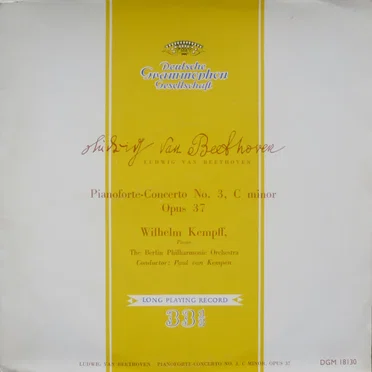 Deutsche
Grammophon
Gesellschaft
Ludwig van Beethoven
LUDWIG VAN BEETHOVEN
Pianoforte-Concerto No. 3, C minor
Opus 37
Wilhelm Kempff,
Piano
The Berlin Philharmonic Orchestra
Conductor: Paul van Kempen
LONG PLAYING RECORD
33⅓
LUDWIG VAN BEETHOVEN PIANOFORTE-CONCERTO NO. 3, C MINOR, OPUS 37
DGM 18130